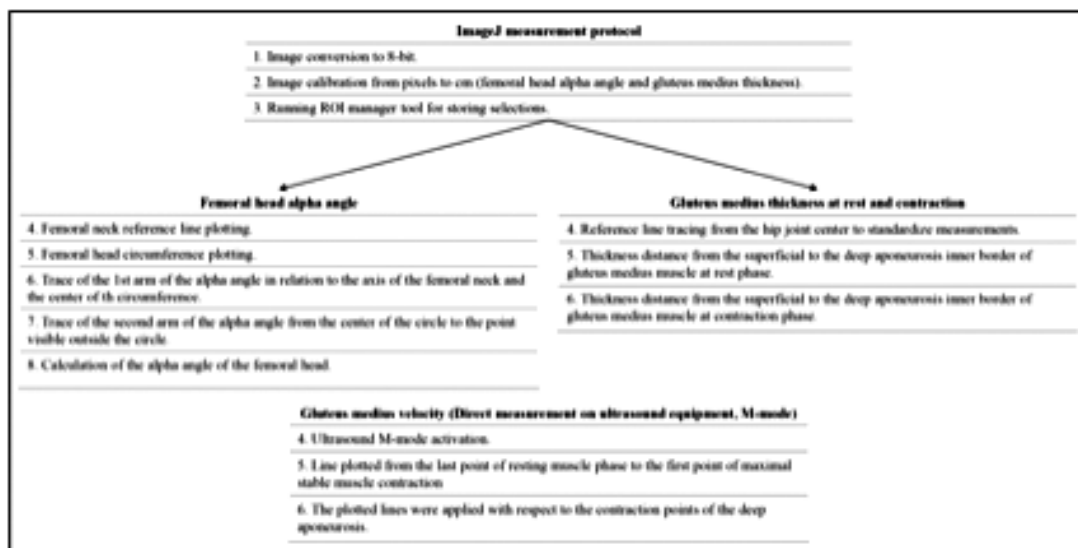 ImageJ measurement protocol
1. Image conversion to 8-bit.
2. Image calibration from pixels to cm (femoral head alpha angle and gluteus medius thickness).
3. Running ROI manager tool for storing selections.
Femoral head alpha angle
4. Femoral neck reference line plotting.
5. Femoral head circumference plotting.
6. Trace of the 1st arm of the alpha angle in relation to the axis of the femoral neck and
the center of th circumference.
7. Trace of the second arm of the alpha angle from the center of the circle to the point
visible outside the circle.
8. Calculation of the alpha angle of the femoral head.
Gluteus medius thickness at rest and contraction
4. Reference line tracing from the hip joint center to standardize measurements.
5. Thickness distance from the superficial to the deep aponeurosis inner border of
gluteus medius muscle at rest phase.
6. Thickness distance from the superficial to the deep aponeurosis inner border of
gluteus medius muscle at contraction phase.
Gluteus medius velocity (Direct measurement on ultrasound equipment, M-mode)
4. Ultrasound M-mode activation.
5. Line plotted from the last point of resting muscle phase to the first point of maximal
stable muscle contraction
6. The plotted lines were applied with respect to the contraction points of the deep
aponeurosis.